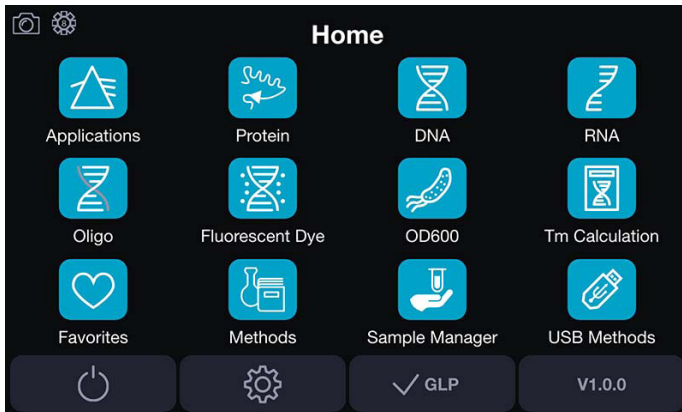 Home
Applications
Protein
DNA
RNA
Oligo
Fluorescent Dye
OD600
Tm Calculation
Favorites
Methods
Sample Manager
USB Methods
GLP
V1.0.0